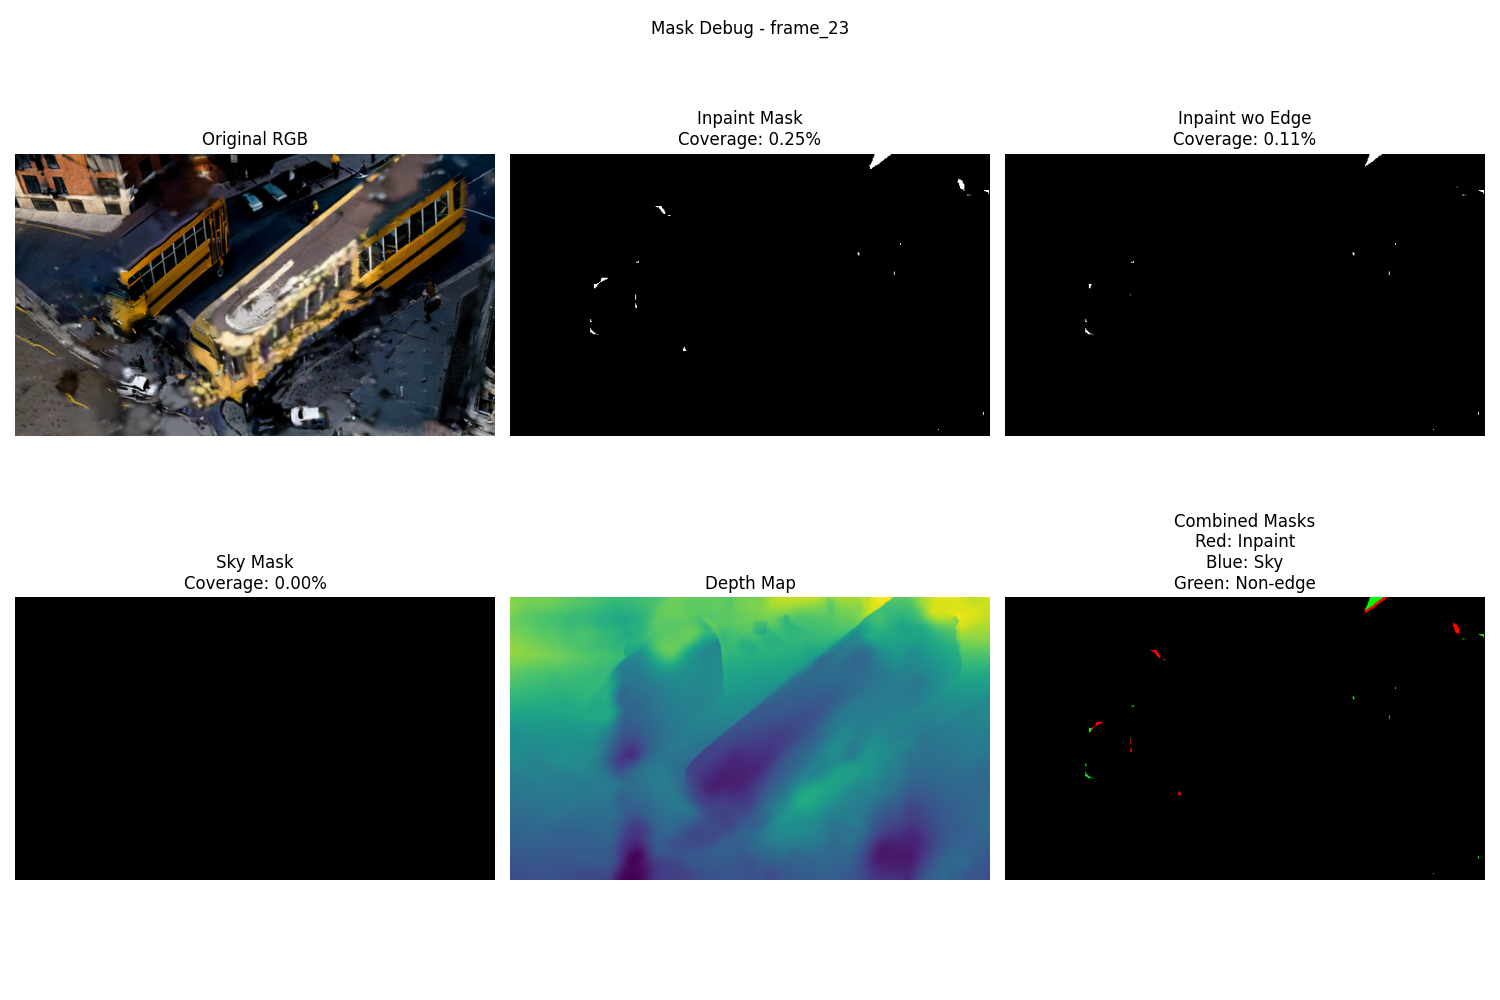 Mask Debug - frame_23
Original RGB
Inpaint Mask
Coverage: 0.25%
Inpaint wo Edge
Coverage: 0.11%
Sky Mask
Coverage: 0.00%
Depth Map
Combined Masks
Red: Inpaint
Blue: Sky
Green: Non-edge